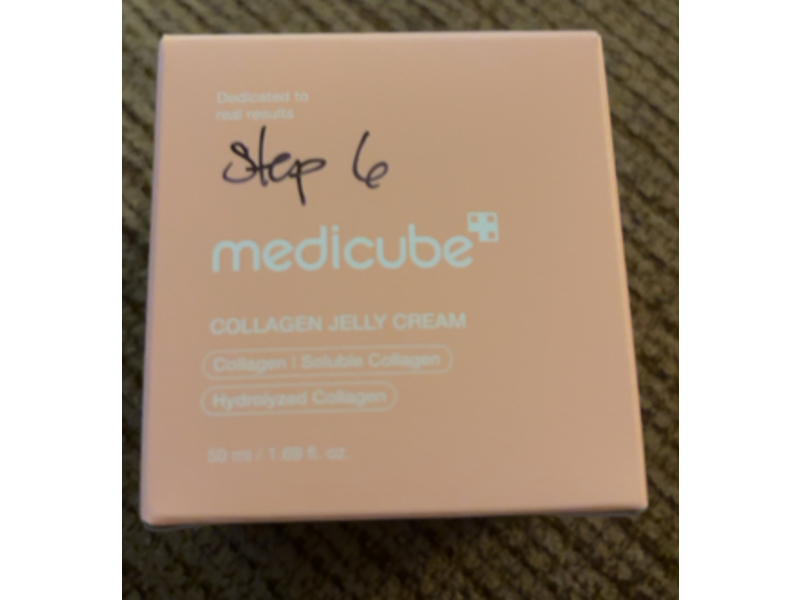 Dedicated to
real results
Step 6
medicube
COLLAGEN JELLY CREAM
Collagen | Soluble Collagen
Hydrolyzed Collagen
50 ml / 1.69 fl. oz.